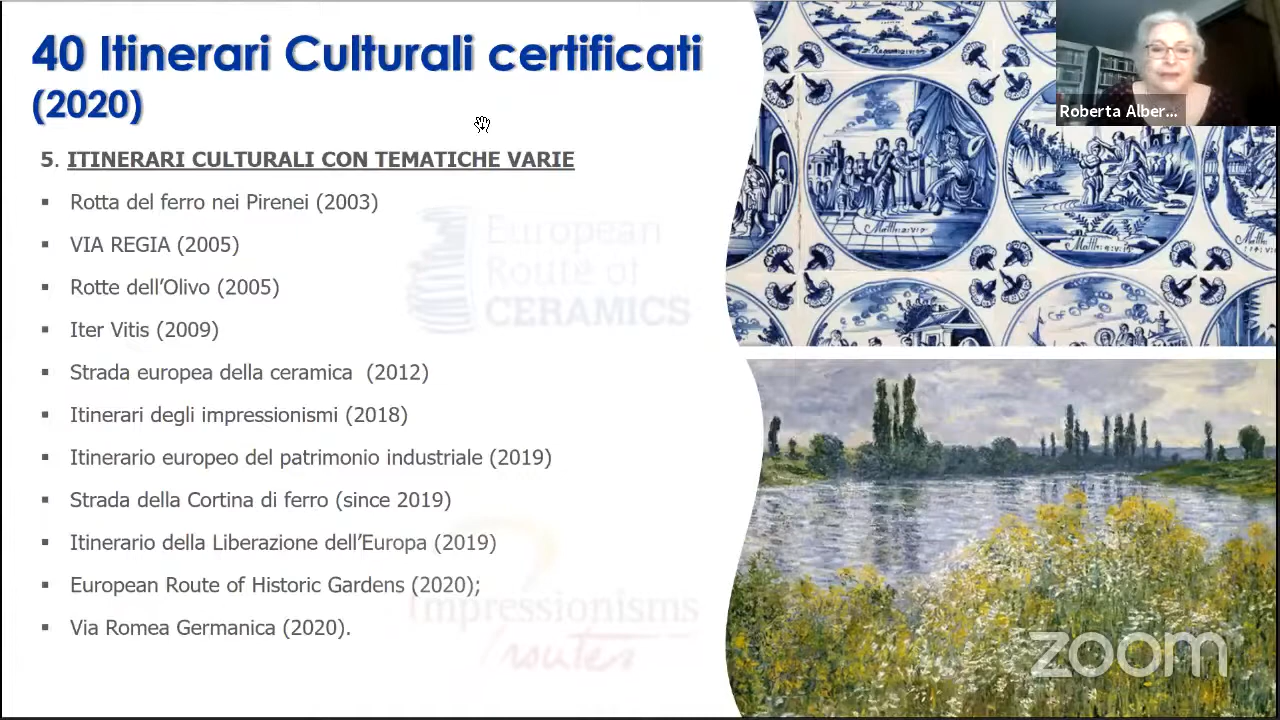 40 Itinerari Culturali certificati
(2020)
5. ITINERARI CULTURALI CON TEMATICHE VARIE
▪ Rotta del ferro nei Pirenei (2003)
▪ VIA REGIA (2005)
▪ Rotte dell'Olivo (2005)
▪ Iter Vitis (2009)
▪ Strada europea della ceramica (2012)
▪ Itinerari degli impressionismi (2018)
▪ Itinerario europeo del patrimonio industriale (2019)
▪ Strada della Cortina di ferro (since 2019)
▪ Itinerario della Liberazione dell'Europa (2019)
▪ European Route of Historic Gardens (2020);
▪ Via Romea Germanica (2020).
European
Route of
CERAMICS
Impressionisms
routes
Roberta Alber...
zoom